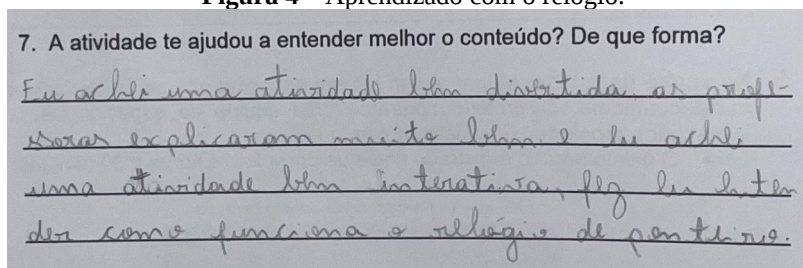 Figura 4 – Aprendizado com o relógio.
7. A atividade te ajudou a entender melhor o conteúdo? De que forma?
Eu achei uma atividade bem divertida, as profe-
ssoras explicaram muito bem e eu achei
uma atividade bem interativa, fez eu enten
der como funciona o relógio de ponteiro.